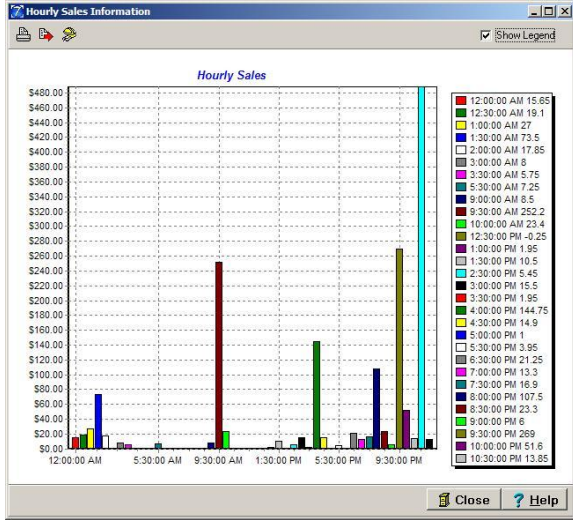 Hourly Sales Information
Show Legend
Hourly Sales
$480.00
$460.00
$440.00
$420.00
$400.00
$380.00
$360.00
$340.00
$320.00
$300.00
$280.00
$260.00
$240.00
$220.00
$200.00
$180.00
$160.00
$140.00
$120.00
$100.00
$80.00
$60.00
$40.00
$20.00
$0.00
12:00:00 AM 5:30:00 AM 9:30:00 AM 1:30:00 PM 5:30:00 PM 9:30:00 PM
12:00:00 AM 15.65
12:30:00 AM 19.1
1:00:00 AM 27
1:30:00 AM 73.5
2:00:00 AM 17.85
3:00:00 AM 8
3:30:00 AM 5.75
5:30:00 AM 7.25
9:00:00 AM 8.5
9:30:00 AM 252.2
10:00:00 AM 23.4
12:30:00 PM -0.25
1:00:00 PM 1.95
1:30:00 PM 10.5
2:30:00 PM 5.45
3:00:00 PM 15.5
3:30:00 PM 1.95
4:00:00 PM 144.75
4:30:00 PM 14.9
5:00:00 PM 1
5:30:00 PM 3.95
6:30:00 PM 21.25
7:00:00 PM 13.3
7:30:00 PM 16.9
8:00:00 PM 107.5
8:30:00 PM 23.3
9:00:00 PM 6
9:30:00 PM 269
10:00:00 PM 51.6
10:30:00 PM 13.85
Close ? Help